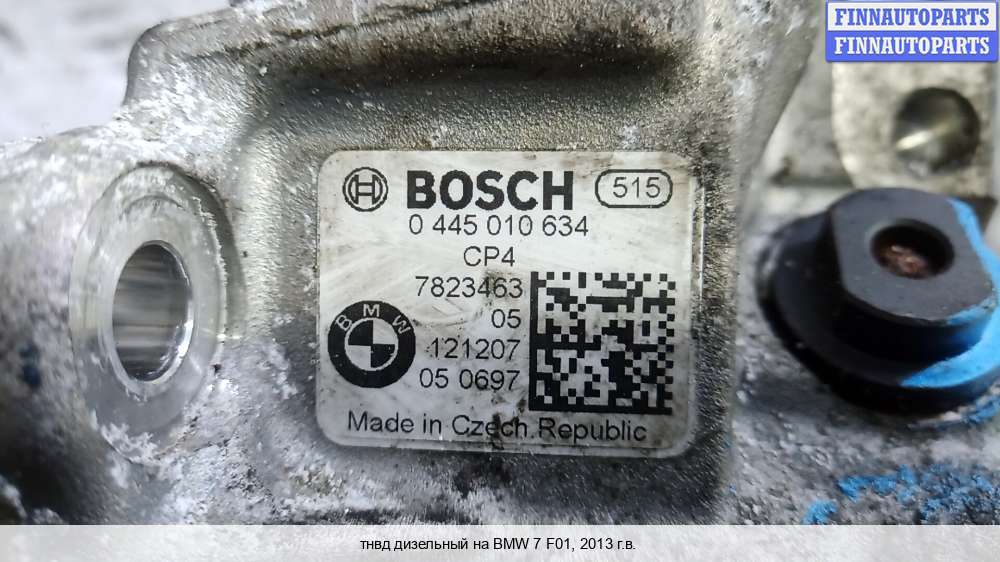 FINNAUTOPARTS
FINNAUTOPARTS
BOSCH 515
0 445 010 634
CP4
7823463
05
BMW
121207
05 0697
Made in Czech Republic
тнвд дизельный на BMW 7 F01, 2013 г.в.